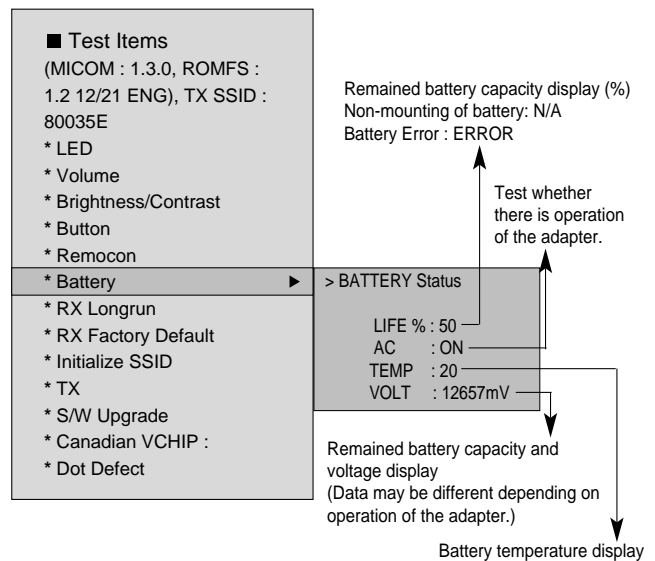 ■ Test Items
(MICOM : 1.3.0, ROMFS :
1.2 12/21 ENG), TX SSID :
80035E
* LED
* Volume
* Brightness/Contrast
* Button
* Remocon
* Battery ▶
* RX Longrun
* RX Factory Default
* Initialize SSID
* TX
* S/W Upgrade
* Canadian VCHIP :
* Dot Defect
Remained battery capacity display (%)
Non-mounting of battery: N/A
Battery Error : ERROR
Test whether
there is operation
of the adapter.
> BATTERY Status
LIFE % : 50
AC : ON
TEMP : 20
VOLT : 12657mV
Remained battery capacity and
voltage display
(Data may be different depending on
operation of the adapter.)
Battery temperature display